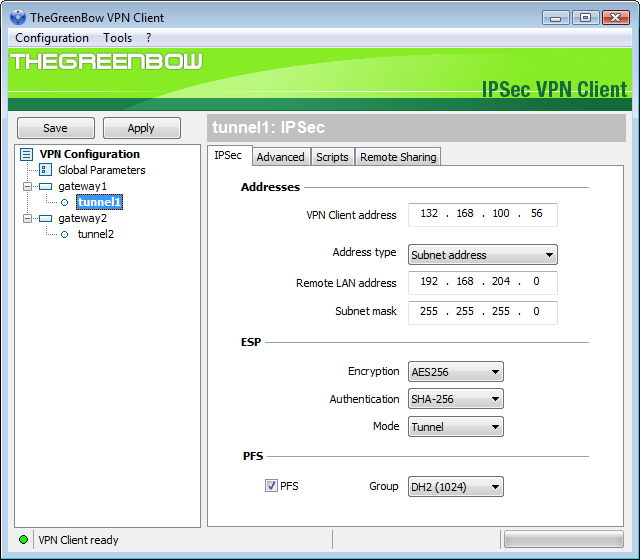 TheGreenBow VPN Client
Configuration Tools ?
THEGREENBOW
IPSec VPN Client
Save Apply
VPN Configuration
Global Parameters
gateway1
tunnel1
gateway2
tunnel2
tunnel1: IPSec
IPSec Advanced Scripts Remote Sharing
Addresses
VPN Client address 132 . 168 . 100 . 56
Address type Subnet address
Remote LAN address 192 . 168 . 204 . 0
Subnet mask 255 . 255 . 255 . 0
ESP
Encryption AES256
Authentication SHA-256
Mode Tunnel
PFS
PFS Group DH2 (1024)
VPN Client ready